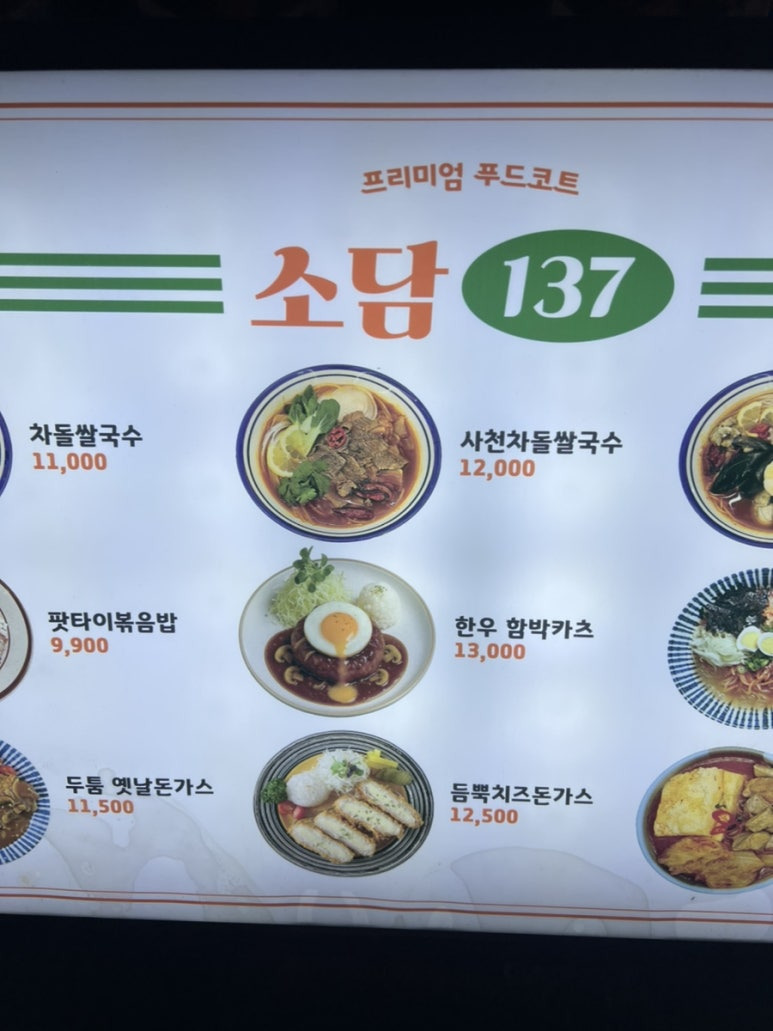 프리미엄 푸드코트
소담 137
차돌쌀국수
11,000
사천차돌쌀국수
12,000
팟타이볶음밥
9,900
한우 함박카츠
13,000
두툼 옛날돈가스
11,500
듬뿍치즈돈가스
12,500